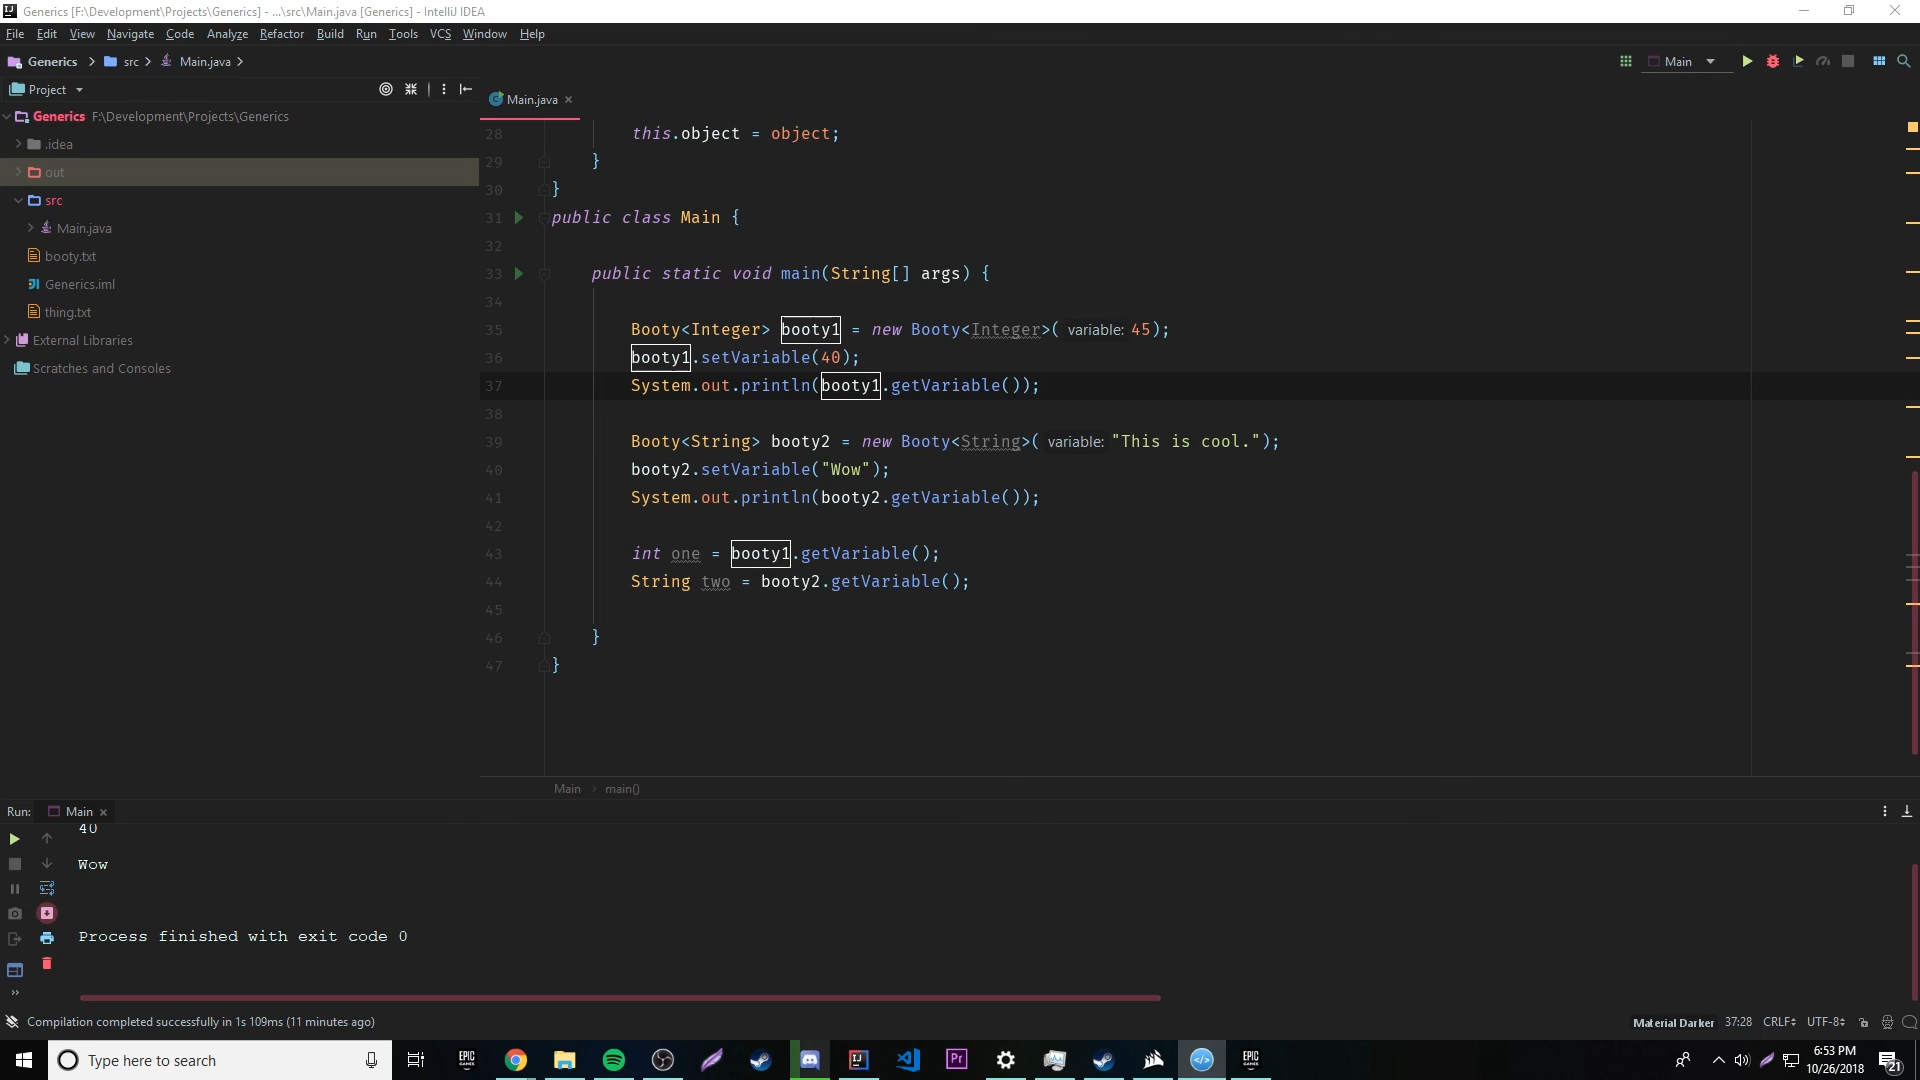 Generics [F:\Development\Projects\Generics] - ...\src\Main.java [Generics] - IntelliJ IDEA
File Edit View Navigate Code Analyze Refactor Build Run Tools VCS Window Help
Generics src Main.java Main
Project
Main.java
Generics F:\Development\Projects\Generics
.idea
out
src
Main.java
booty.txt
Generics.iml
thing.txt
External Libraries
Scratches and Consoles
28 this.object = object;
29 }
30 }
31 public class Main {
32
33 public static void main(String[] args) {
34
35 Booty<Integer> booty1 = new Booty<Integer>( variable: 45);
36 booty1.setVariable(40);
37 System.out.println(booty1.getVariable());
38
39 Booty<String> booty2 = new Booty<String>( variable: "This is cool.");
40 booty2.setVariable("Wow");
41 System.out.println(booty2.getVariable());
42
43 int one = booty1.getVariable();
44 String two = booty2.getVariable();
45
46 }
47 }
Main main()
Run: Main
40
Wow
Process finished with exit code 0
Compilation completed successfully in 1s 109ms (11 minutes ago)
Material Darker 37:28 CRLF UTF-8
Type here to search
EPIC GAMES
IJ
Pr
EPIC GAMES
6:53 PM
10/26/2018
21